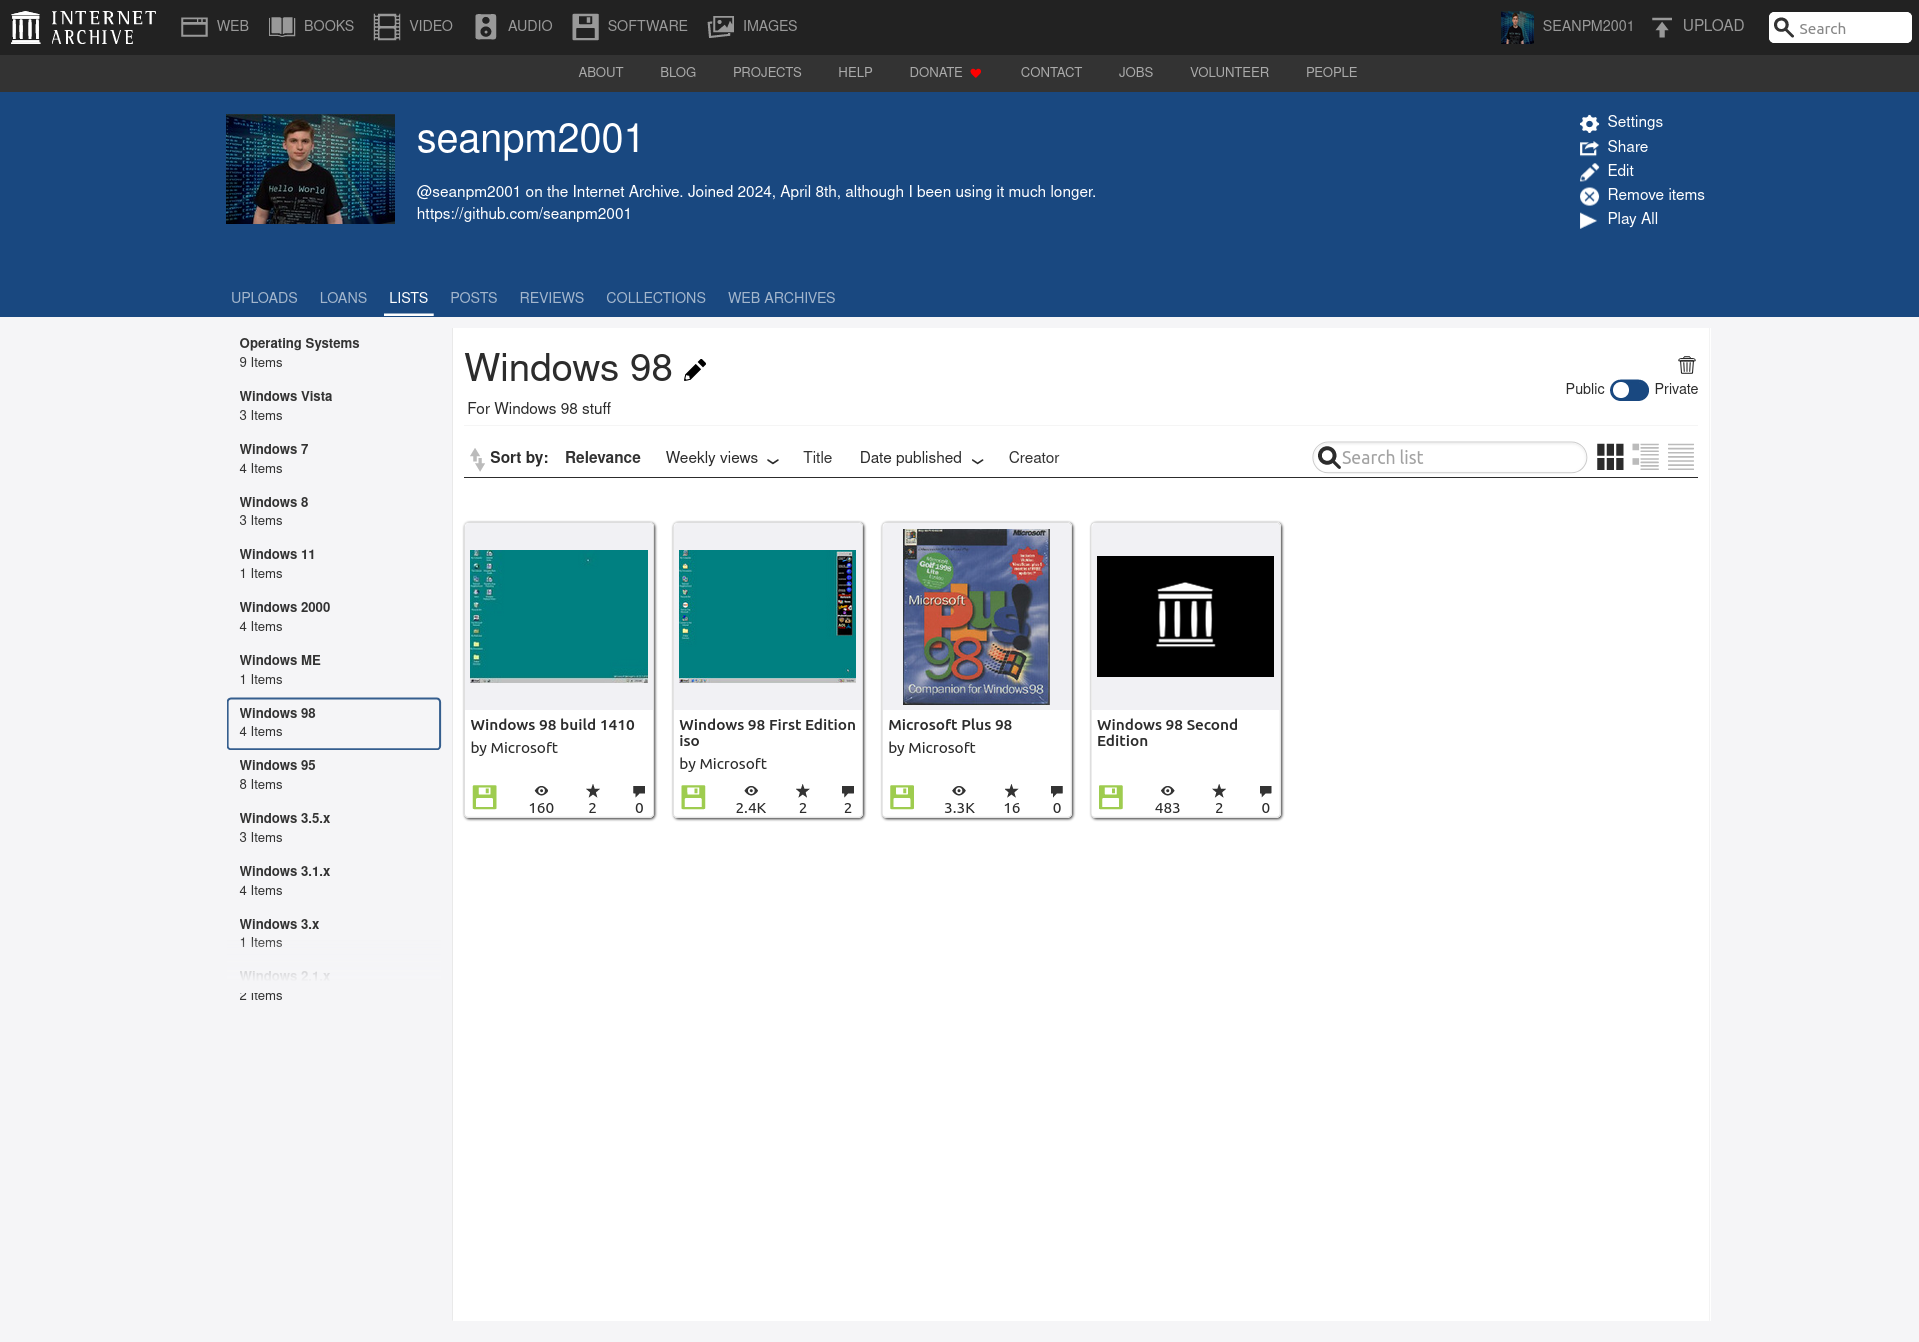 INTERNET ARCHIVE
WEB BOOKS VIDEO AUDIO SOFTWARE IMAGES
SEANPM2001 UPLOAD Search
ABOUT BLOG PROJECTS HELP DONATE CONTACT JOBS VOLUNTEER PEOPLE
Hello World
seanpm2001
@seanpm2001 on the Internet Archive. Joined 2024, April 8th, although I been using it much longer.
https://github.com/seanpm2001
Settings
Share
Edit
Remove items
Play All
UPLOADS LOANS LISTS POSTS REVIEWS COLLECTIONS WEB ARCHIVES
Operating Systems
9 Items
Windows Vista
3 Items
Windows 7
4 Items
Windows 8
3 Items
Windows 11
1 Items
Windows 2000
4 Items
Windows ME
1 Items
Windows 98
4 Items
Windows 95
8 Items
Windows 3.5.x
3 Items
Windows 3.1.x
4 Items
Windows 3.x
1 Items
Windows 2.1.x
2 Items
Windows 98
For Windows 98 stuff
Public Private
Sort by: Relevance Weekly views Title Date published Creator
Search list
Windows 98 build 1410
by Microsoft
160 2 0
Windows 98 First Edition
iso
by Microsoft
2.4K 2 2
Microsoft
Golf 1998
Lite
Microsoft
Plus!
98
Companion for Windows 98
Microsoft Plus 98
by Microsoft
3.3K 16 0
Windows 98 Second
Edition
483 2 0